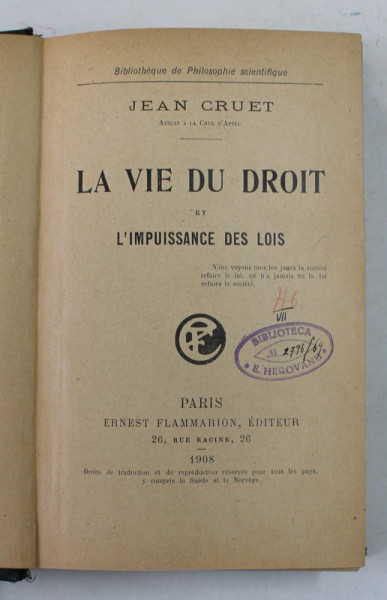 Bibliothèque de Philosophie scientifique
JEAN CRUET
AVOCAT A LA COUR D'APPEL
LA VIE DU DROIT
ET
L'IMPUISSANCE DES LOIS
Nous voyons tous les jours la société
refaire la loi, on n'a jamais vu la loi
refaire la société.
H6
VII
BIBLIOTECA
E. HEROVANU
PARIS
ERNEST FLAMMARION, ÉDITEUR
26, RUE RACINE, 26
1908
Droits de traduction et de reproduction réservés pour tous les pays,
y compris la Suède et la Norvège.